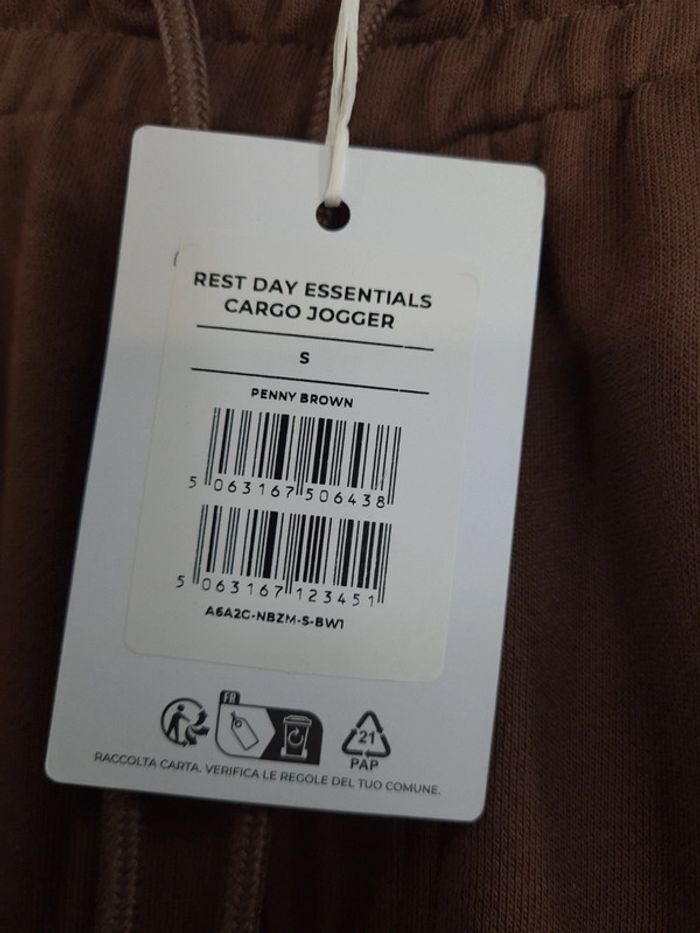 REST DAY ESSENTIALS
CARGO JOGGER
S
PENNY BROWN
5 063167 506438
5 063167 123451
A6A2G-NBZM-S-BW1
FR
21
PAP
RACCOLTA CARTA. VERIFICA LE REGOLE DEL TUO COMUNE.